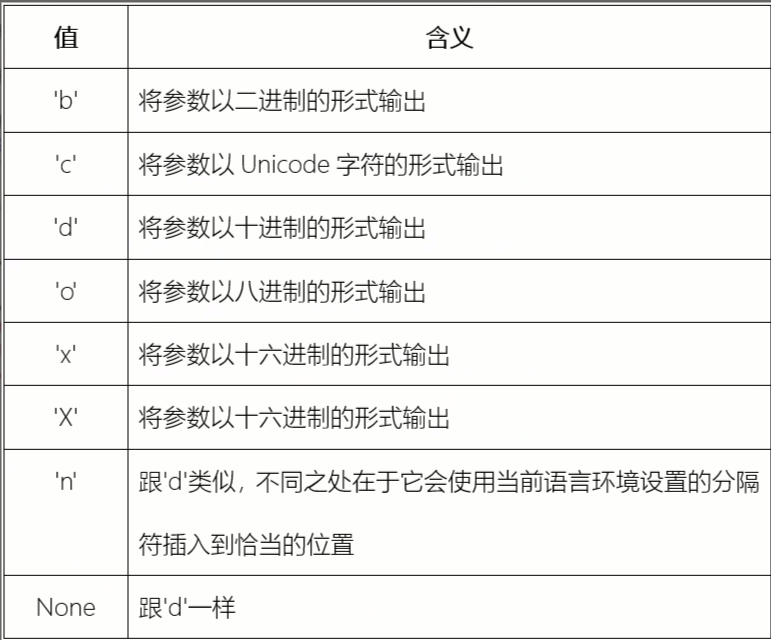 值 含义
'b' 将参数以二进制的形式输出
'c' 将参数以 Unicode 字符的形式输出
'd' 将参数以十进制的形式输出
'o' 将参数以八进制的形式输出
'x' 将参数以十六进制的形式输出
'X' 将参数以十六进制的形式输出
'n' 跟'd'类似，不同之处在于它会使用当前语言环境设置的分隔
符插入到恰当的位置
None 跟'd'一样